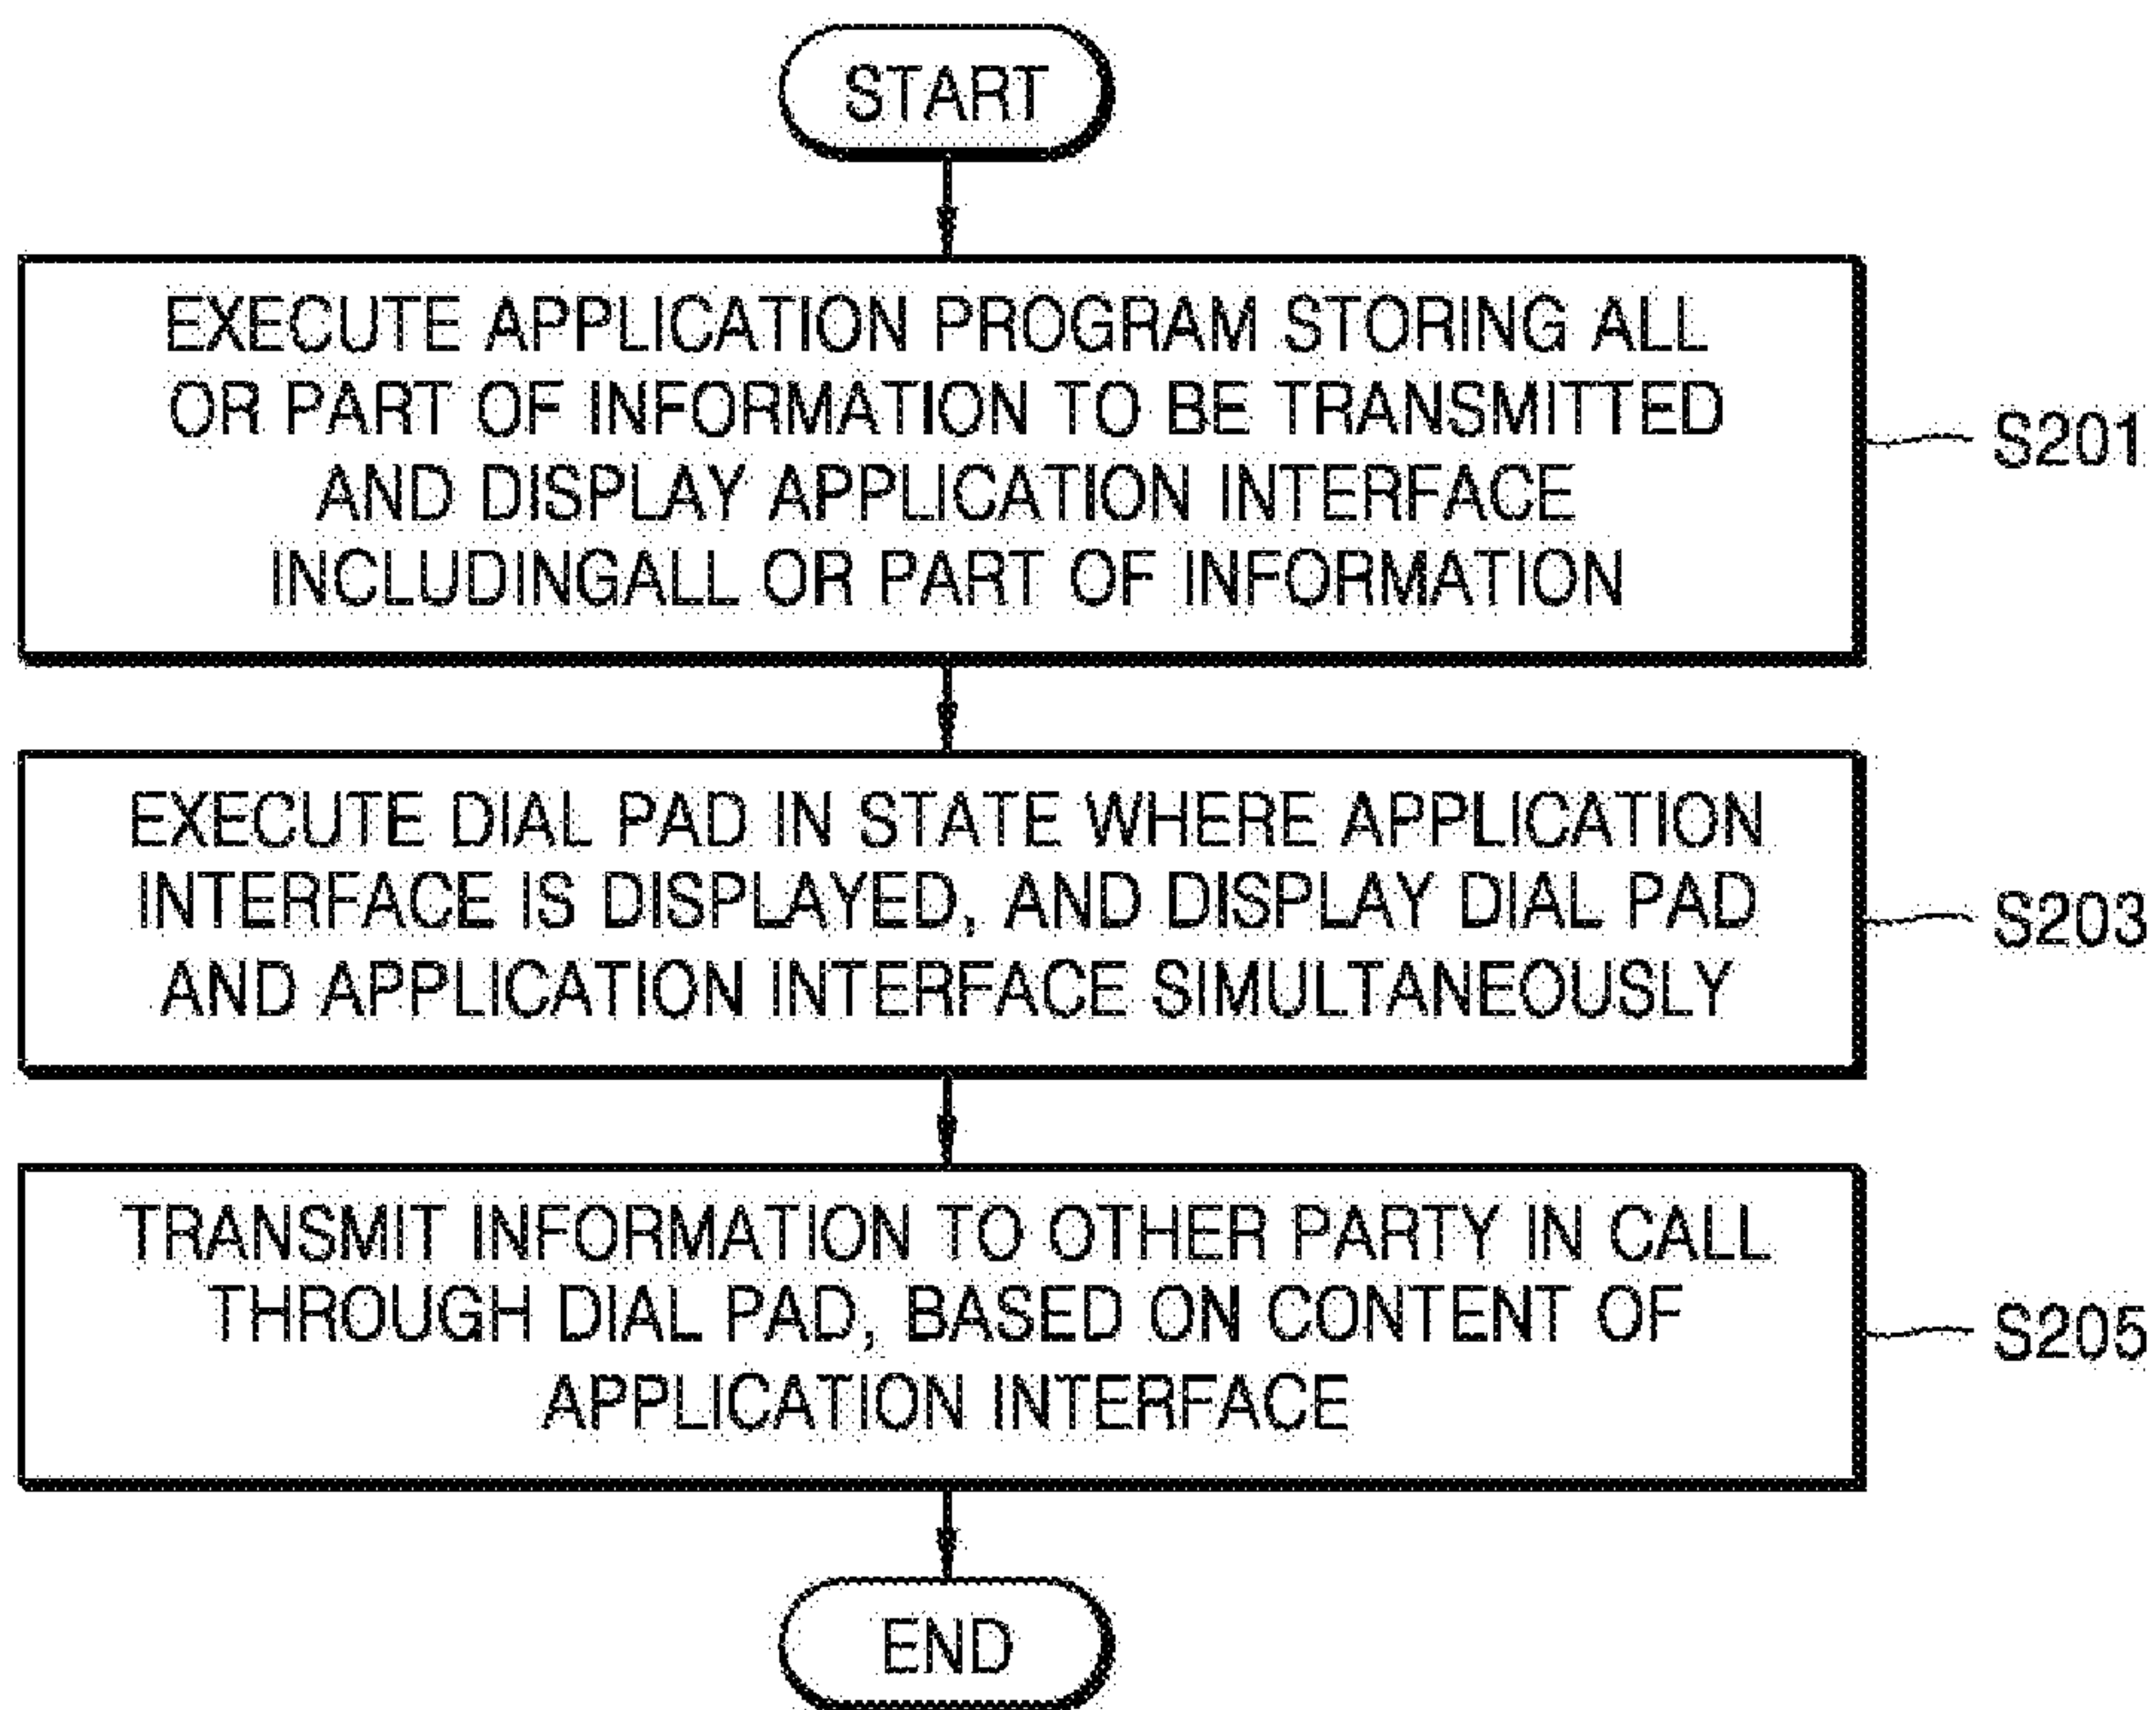 START
EXECUTE APPLICATION PROGRAM STORING ALL
OR PART OF INFORMATION TO BE TRANSMITTED
AND DISPLAY APPLICATION INTERFACE
INCLUDINGALL OR PART OF INFORMATION
S201
EXECUTE DIAL PAD IN STATE WHERE APPLICATION
INTERFACE IS DISPLAYED, AND DISPLAY DIAL PAD
AND APPLICATION INTERFACE SIMULTANEOUSLY
S203
TRANSMIT INFORMATION TO OTHER PARTY IN CALL
THROUGH DIAL PAD, BASED ON CONTENT OF
APPLICATION INTERFACE
S205
END